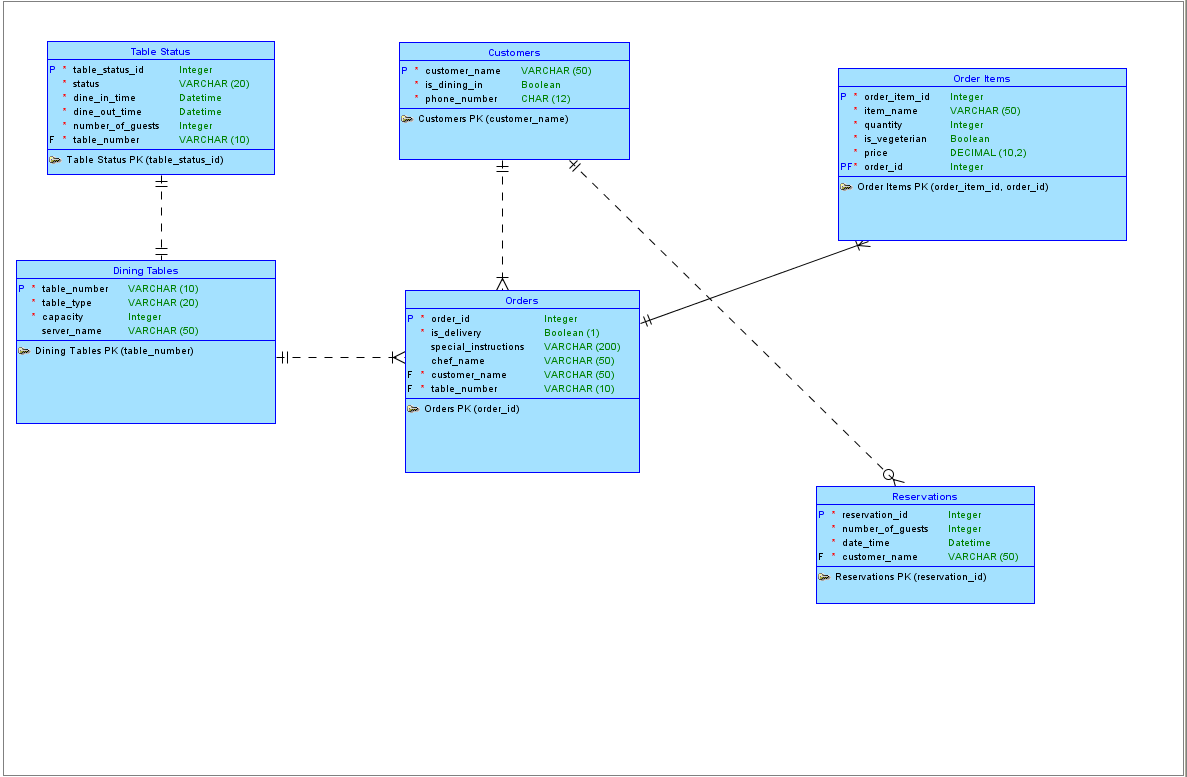 Table Status
P * table_status_id Integer
* status VARCHAR (20)
* dine_in_time Datetime
* dine_out_time Datetime
* number_of_guests Integer
F * table_number VARCHAR (10)
Table Status PK (table_status_id)
Customers
P * customer_name VARCHAR (50)
* is_dining_in Boolean
* phone_number CHAR (12)
Customers PK (customer_name)
Order Items
P * order_item_id Integer
* item_name VARCHAR (50)
* quantity Integer
* is_vegeterian Boolean
* price DECIMAL (10,2)
PF * order_id Integer
Order Items PK (order_item_id, order_id)
Dining Tables
P * table_number VARCHAR (10)
* table_type VARCHAR (20)
* capacity Integer
server_name VARCHAR (50)
Dining Tables PK (table_number)
Orders
P * order_id Integer
* is_delivery Boolean (1)
special_instructions VARCHAR (200)
chef_name VARCHAR (50)
F * customer_name VARCHAR (50)
F * table_number VARCHAR (10)
Orders PK (order_id)
Reservations
P * reservation_id Integer
* number_of_guests Integer
* date_time Datetime
F * customer_name VARCHAR (50)
Reservations PK (reservation_id)